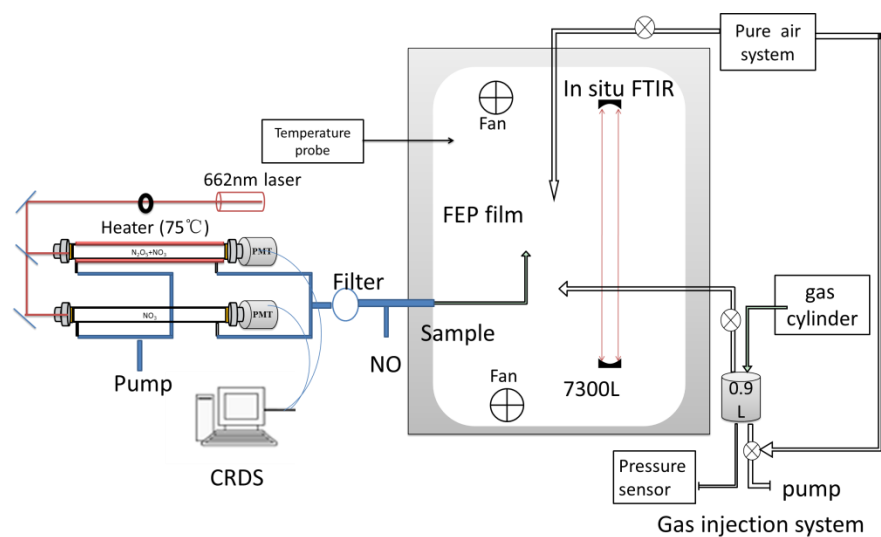 Pure air
system
In situ FTIR
Fan
Temperature
probe
662nm laser
FEP film
Heater (75℃)
N₂O₅+NO₃
PMT
Filter
gas
cylinder
NO₃
PMT
Sample
NO
Pump
Fan
7300L
0.9
L
CRDS
Pressure
sensor
pump
Gas injection system